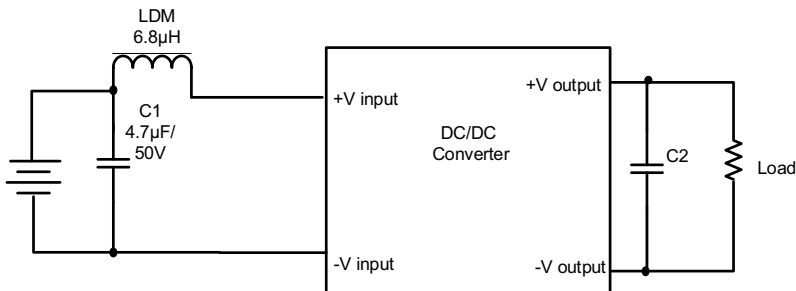 LDM
6.8µH
C1
4.7µF/
50V
+V input
-V input
DC/DC
Converter
+V output
-V output
C2
Load